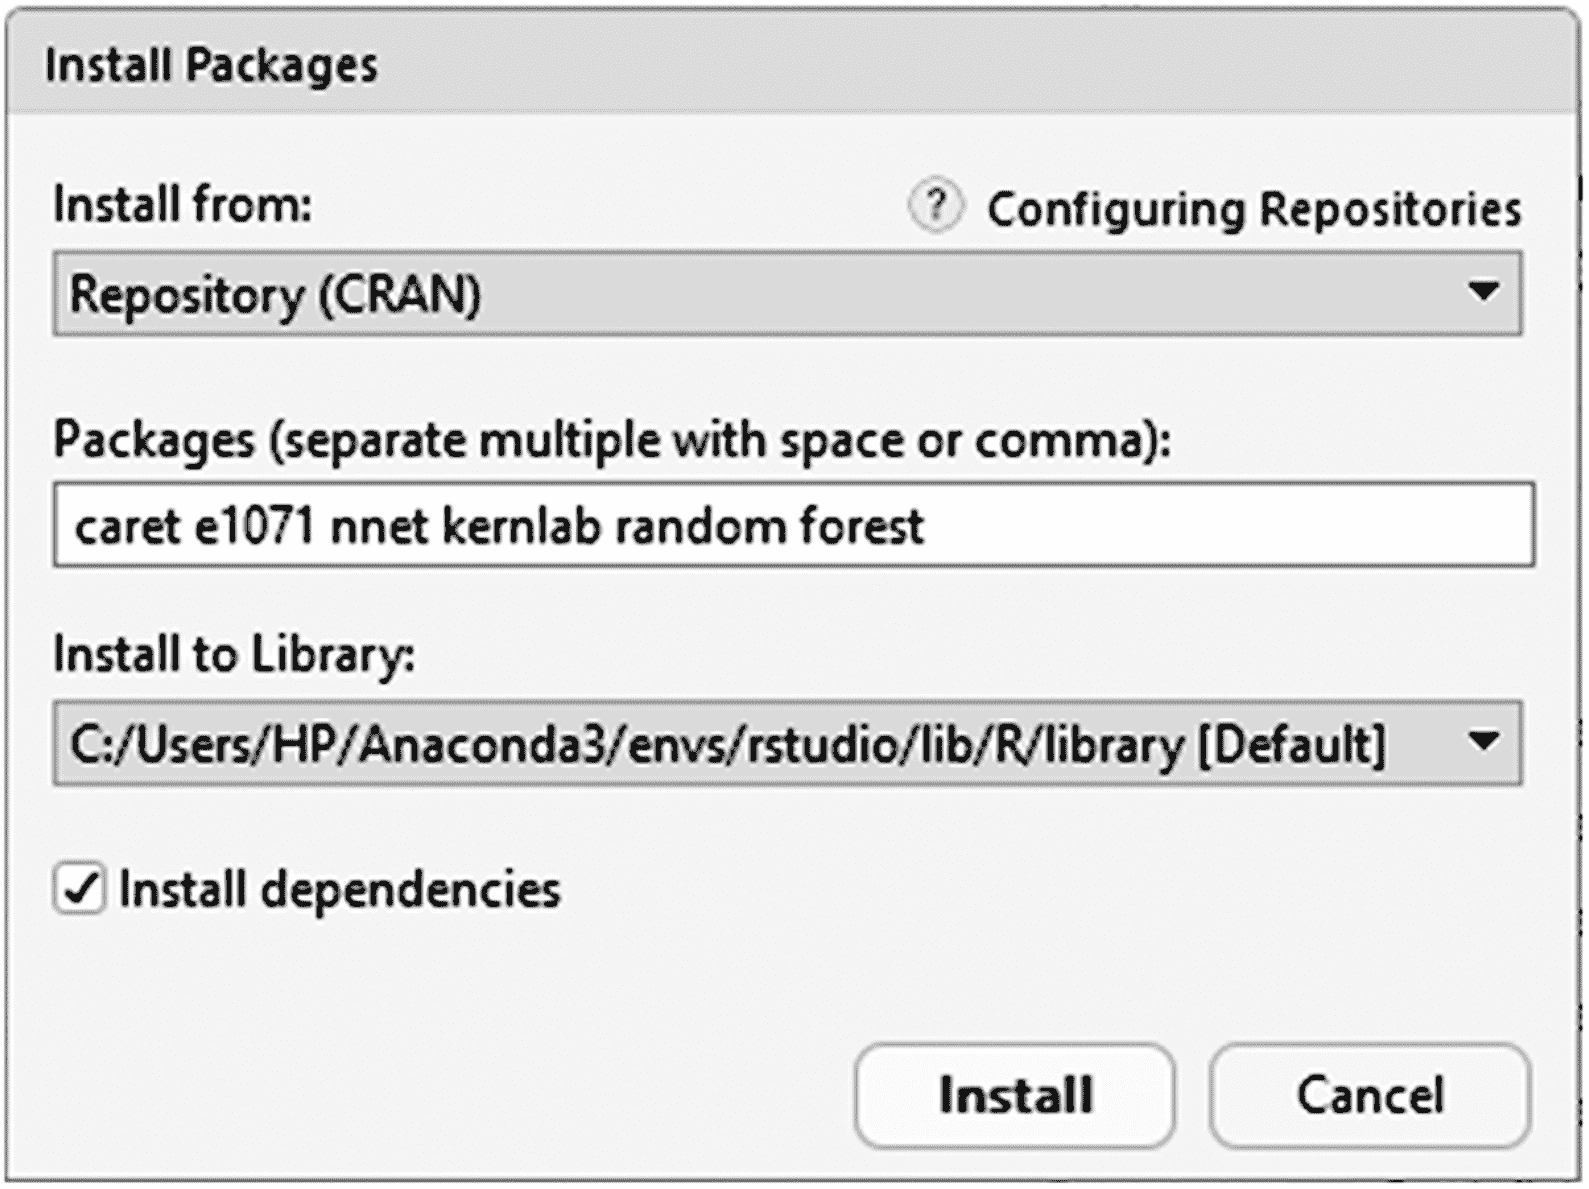 Install Packages
Install from:
? Configuring Repositories
Repository (CRAN)
Packages (separate multiple with space or comma):
caret e1071 nnet kernlab random forest
Install to Library:
C:/Users/HP/Anaconda3/envs/rstudio/lib/R/library [Default]
Install dependencies
Install
Cancel